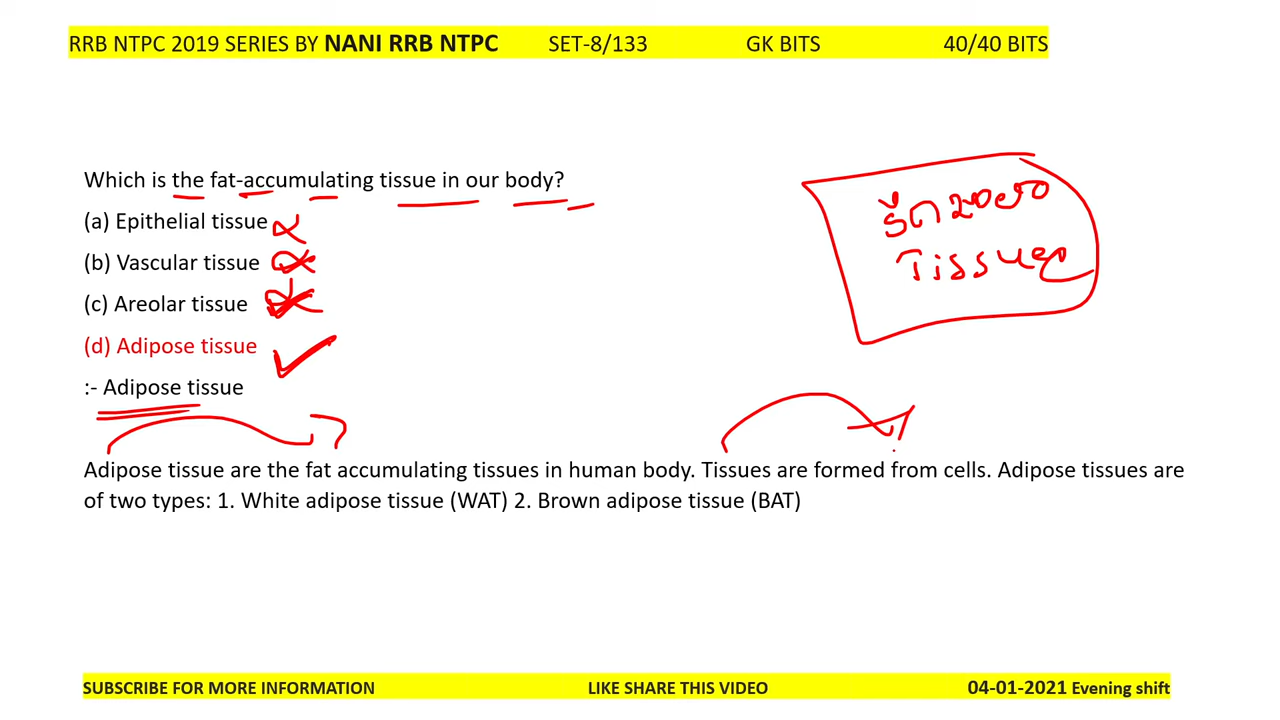 RRB NTPC 2019 SERIES BY NANI RRB NTPC SET-8/133 GK BITS 40/40 BITS
Which is the fat-accumulating tissue in our body?
(a) Epithelial tissue
(b) Vascular tissue
(c) Areolar tissue
(d) Adipose tissue
:- Adipose tissue
Tissue
Adipose tissue are the fat accumulating tissues in human body. Tissues are formed from cells. Adipose tissues are
of two types: 1. White adipose tissue (WAT) 2. Brown adipose tissue (BAT)
SUBSCRIBE FOR MORE INFORMATION LIKE SHARE THIS VIDEO 04-01-2021 Evening shift